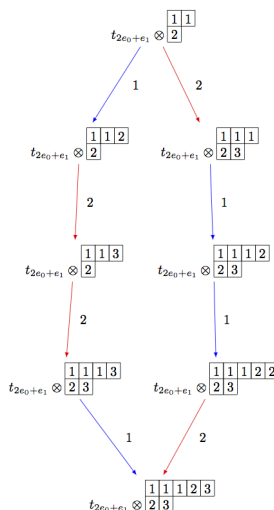 1 1
t_{2e_0+e_1} ⊗ 2
1 2
1 1 2 1 1 1
t_{2e_0+e_1} ⊗ 2 t_{2e_0+e_1} ⊗ 2 3
2 1
1 1 3 1 1 1 2
t_{2e_0+e_1} ⊗ 2 t_{2e_0+e_1} ⊗ 2 3
2 1
1 1 1 3 1 1 1 2 2
t_{2e_0+e_1} ⊗ 2 3 t_{2e_0+e_1} ⊗ 2 3
1 2
1 1 1 2 3
t_{2e_0+e_1} ⊗ 2 3